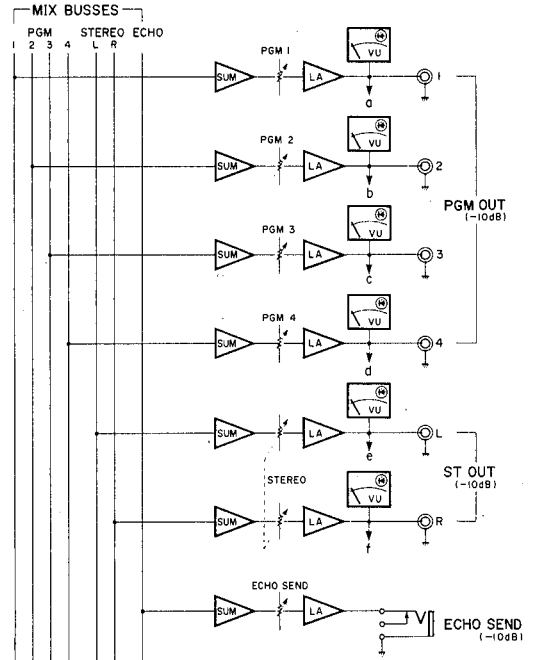 MIX BUSSES
PGM STEREO ECHO
1 2 3 4 L R
PGM 1
VU
SUM LA 1
a
PGM 2
VU
SUM LA 2
b
PGM OUT
(-10dB)
PGM 3
VU
SUM LA 3
c
PGM 4
VU
SUM LA 4
d
VU
SUM LA L
e
ST OUT
(-10dB)
STEREO
VU
SUM LA R
f
ECHO SEND
SUM LA
ECHO SEND
(-10dB)